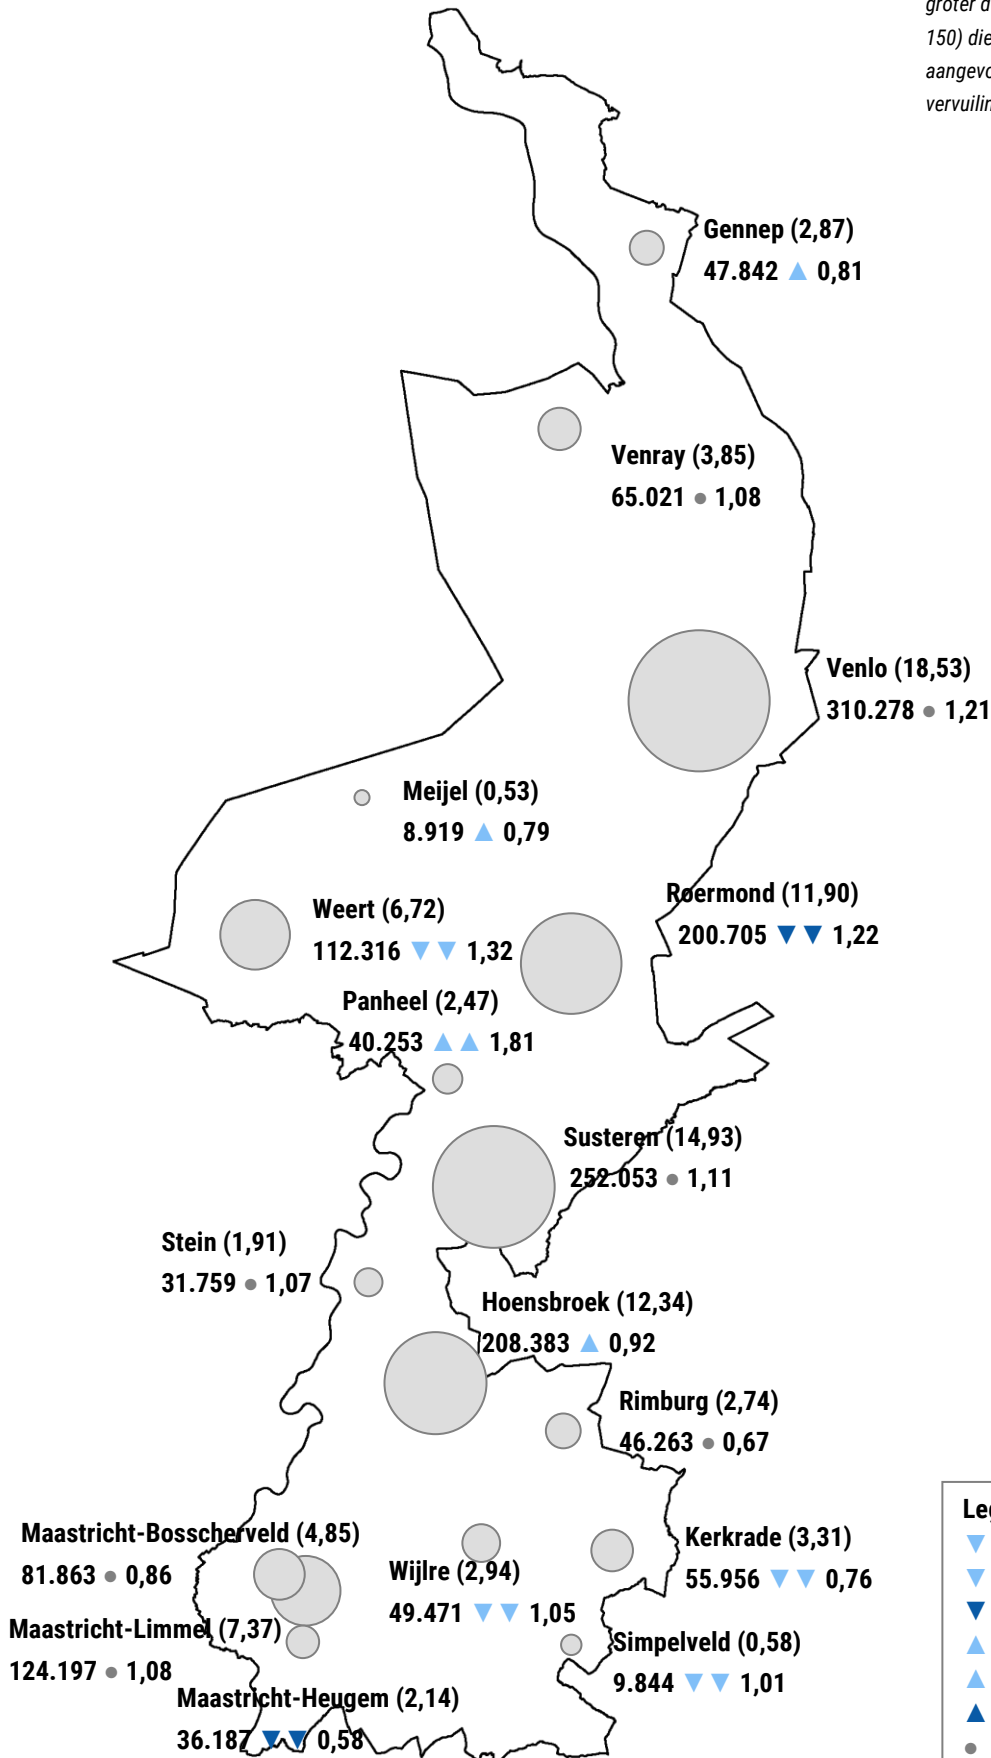 groter d
150) die
aangevo
vervuilin
Gennep (2,87)
47.842 ▲ 0,81
Venray (3,85)
65.021 ● 1,08
Venlo (18,53)
310.278 ● 1,21
Meijel (0,53)
8.919 ▲ 0,79
Roermond (11,90)
200.705 ▼▼ 1,22
Weert (6,72)
112.316 ▼▼ 1,32
Panheel (2,47)
40.253 ▲▲ 1,81
Susteren (14,93)
252.053 ● 1,11
Stein (1,91)
31.759 ● 1,07
Hoensbroek (12,34)
208.383 ▲ 0,92
Rimburg (2,74)
46.263 ● 0,67
Maastricht-Bosscherveld (4,85)
81.863 ● 0,86
Wijlre (2,94)
49.471 ▼▼ 1,05
Kerkrade (3,31)
55.956 ▼▼ 0,76
Maastricht-Limmel (7,37)
124.197 ● 1,08
Simpelveld (0,58)
9.844 ▼▼ 1,01
Maastricht-Heugem (2,14)
36.187 ▼▼ 0,58
Leg